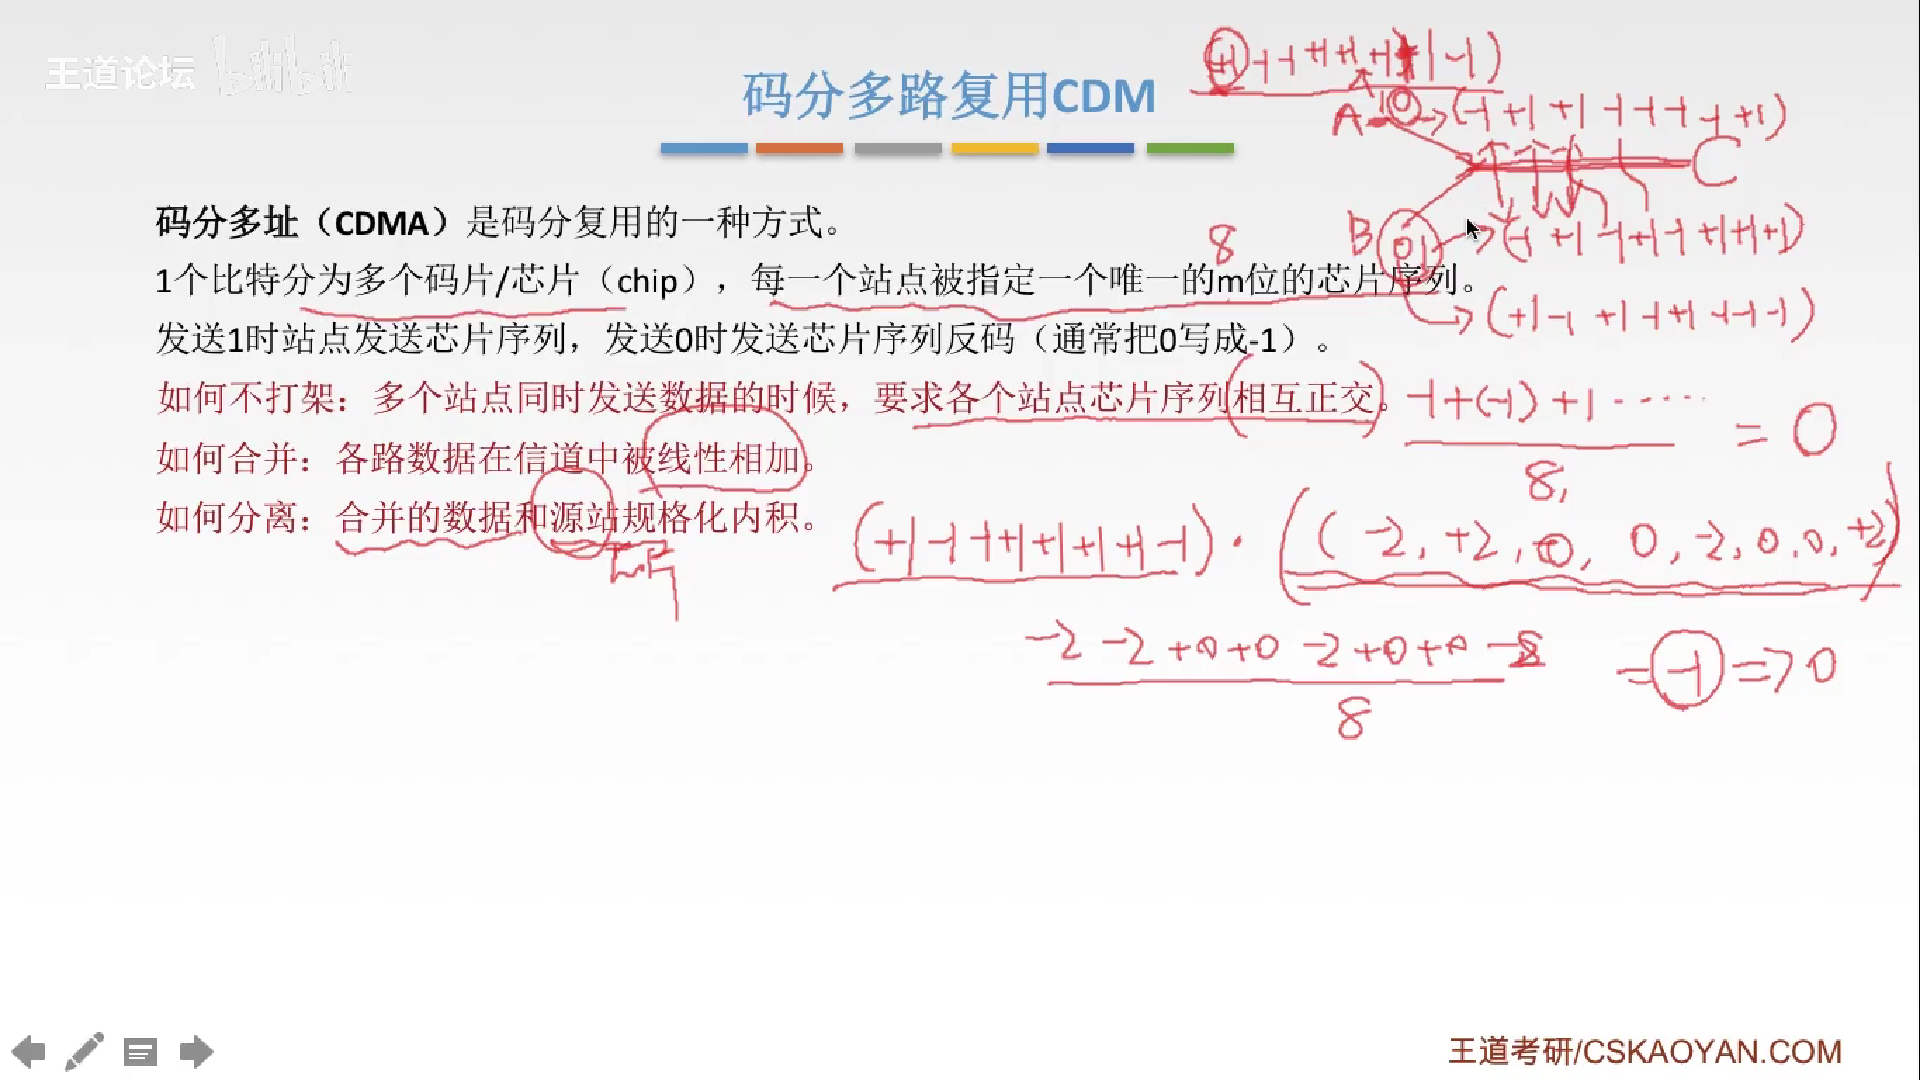 王道论坛 bilibili
码分多路复用CDM
(+1 -1 -1 +1 +1 +1 +1 -1)
A 10 → (-1 +1 +1 -1 -1 -1 -1 +1)
C
码分多址（CDMA）是码分复用的一种方式。
8
B 01 → (-1 +1 -1 +1 -1 +1 +1 +1)
1个比特分为多个码片/芯片（chip），每一个站点被指定一个唯一的m位的芯片序列。
→ (+1 -1 +1 -1 +1 -1 -1 -1)
发送1时站点发送芯片序列，发送0时发送芯片序列反码（通常把0写成-1）。
如何不打架：多个站点同时发送数据的时候，要求各个站点芯片序列相互正交。
-1+(-1)+1······ = 0
8
如何合并：各路数据在信道中被线性相加。
如何分离：合并的数据和源站规格化内积。
(+1 -1 -1 +1 +1 +1 +1 -1) · ((-2, +2, 0, 0, -2, 0, 0, +2)
-2 -2 +0 +0 -2 +0 +0 -2 = -1 => 0
8
王道考研/CSKAOYAN.COM